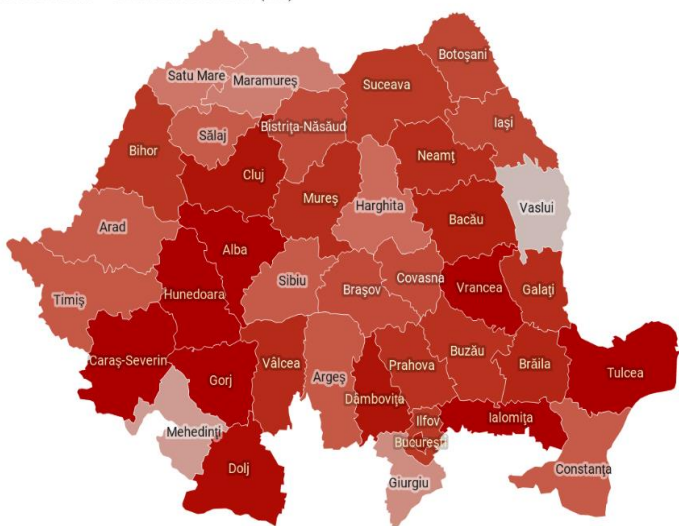 Botoşani
Satu Mare
Maramureş
Suceava
Bistriţa-Năsăud
Iaşi
Sălaj
Bihor
Neamţ
Cluj
Mureş
Harghita
Vaslui
Bacău
Arad
Alba
Sibiu
Covasna
Braşov
Vrancea
Galaţi
Hunedoara
Timiş
Buzău
Caraş-Severin
Vâlcea
Prahova
Brăila
Tulcea
Gorj
Argeş
Dâmboviţa
Ilfov
Ialomiţa
Mehedinţi
Bucureşti
Dolj
Constanţa
Giurgiu